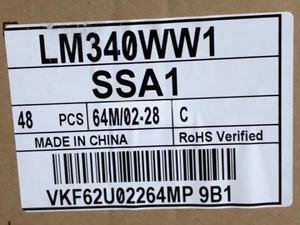 LM340WW1
SSA1
48 PCS 64M/02-28 C
MADE IN CHINA RoHS Verified
VKF62U02264MP 9B1